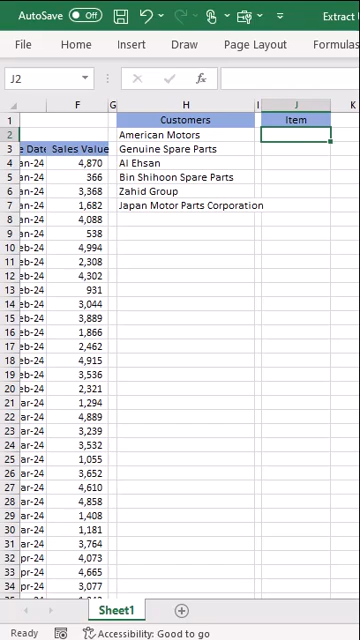 AutoSave Off Extract
File Home Insert Draw Page Layout Formulas
J2 fx
F G H I J K
1 Customers Item
2 American Motors
3 e Date Sales Value Genuine Spare Parts
4 an-24 4,870 Al Ehsan
5 an-24 366 Bin Shihoon Spare Parts
6 an-24 3,368 Zahid Group
7 an-24 1,682 Japan Motor Parts Corporation
8 an-24 4,088
9 an-24 538
10 eb-24 4,994
11 eb-24 2,308
12 eb-24 4,302
13 eb-24 931
14 eb-24 3,044
15 eb-24 3,889
16 eb-24 1,866
17 eb-24 2,462
18 eb-24 4,915
19 eb-24 3,536
20 eb-24 2,321
21 ar-24 1,294
22 ar-24 4,889
23 ar-24 3,239
24 ar-24 3,532
25 ar-24 1,055
26 ar-24 3,652
27 ar-24 4,610
28 ar-24 4,858
29 ar-24 1,408
30 ar-24 1,181
31 ar-24 3,764
32 pr-24 4,073
33 pr-24 4,665
34 pr-24 3,077
Sheet1
Ready Accessibility: Good to go